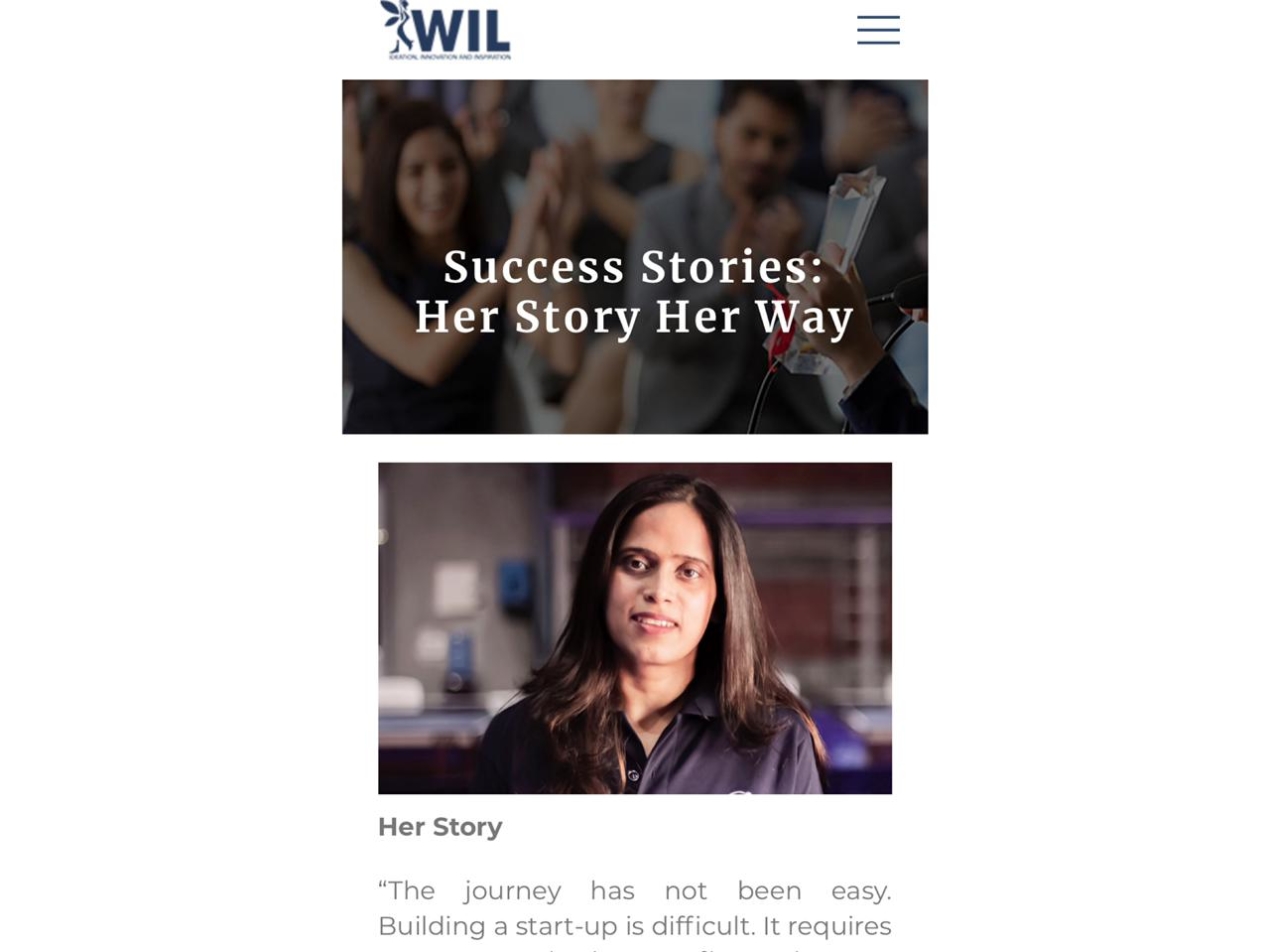 WIL
IDEATION, INNOVATION AND INSPIRATION
Success Stories:
Her Story Her Way
Her Story
“The journey has not been easy.
Building a start-up is difficult. It requires